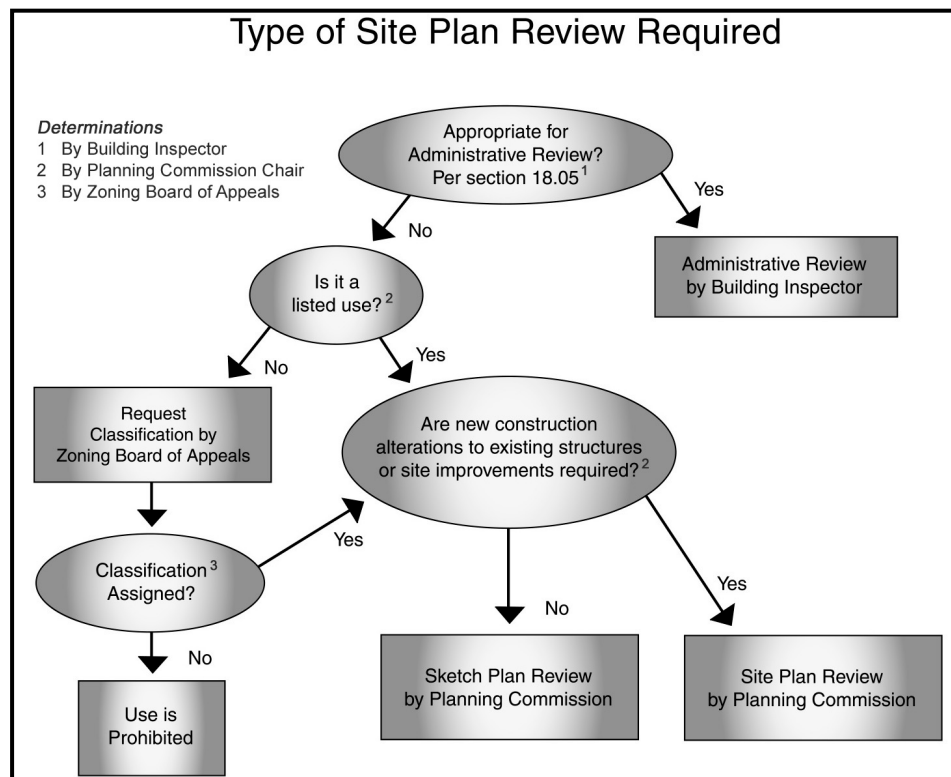 Type of Site Plan Review Required
Determinations
1 By Building Inspector
2 By Planning Commission Chair
3 By Zoning Board of Appeals
Appropriate for
Administrative Review?
Per section 18.05 1
Yes
No
Administrative Review
by Building Inspector
Is it a
listed use? 2
No
Yes
Request
Classification by
Zoning Board of Appeals
Are new construction
alterations to existing structures
or site improvements required? 2
Yes
Classification 3
Assigned?
No
No
Yes
Sketch Plan Review
by Planning Commission
Site Plan Review
by Planning Commission
Use is
Prohibited